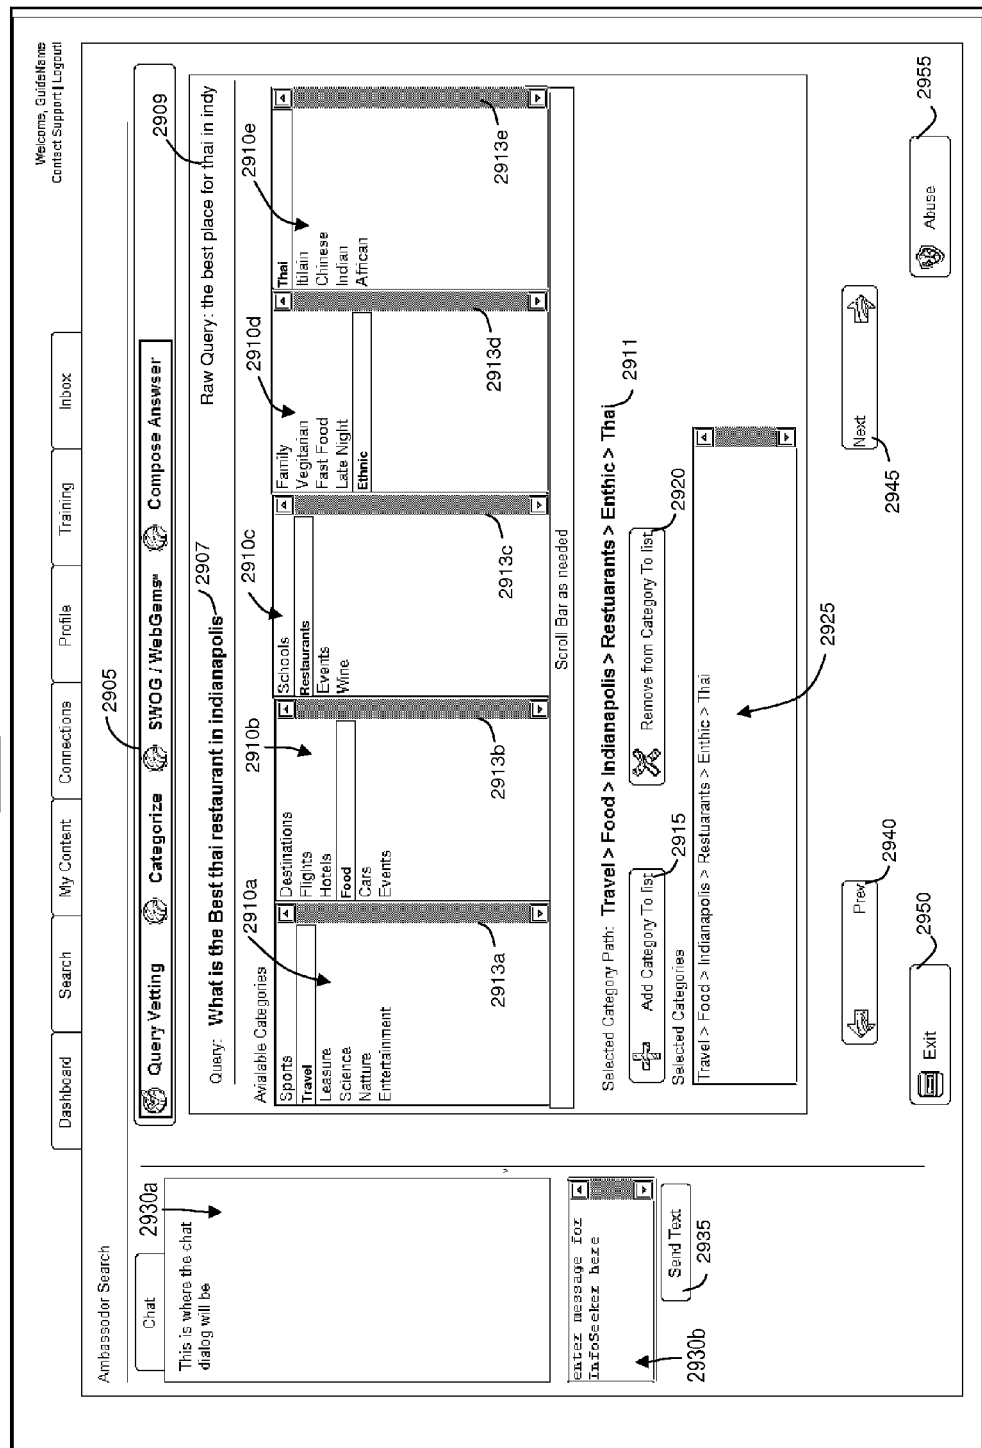 Welcome, GuideName
Contact Support | Logout!
Dashboard
Search
My Content
Connections
Profile
Training
Inbox
Ambassodor Search
2905
Query Vetting
Categorize
SWOG / WebGems℠
Compose Answser
2909
Chat
2930a
This is where the chat
dialog will be
enter message for
InfoSeeker here
2930b
Send Text
2935
Query: What is the Best thai restaurant in indianapolis
2907
Raw Query: the best place for thai in indy
Avialable Categories
2910a
2910b
2910c
2910d
2910e
Sports
Travel
Leasure
Science
Natture
Entertainment
2913a
Destinations
Flights
Hotels
Food
Cars
Events
2913b
Schools
Restaurants
Events
Wine
2913c
Family
Vegitarian
Fast Food
Late Night
Ethnic
2913d
Thai
Itilain
Chinese
Indian
African
2913e
Scroll Bar as needed
Selected Category Path: Travel > Food > Indianapolis > Restuarants > Enthic > Thai
2911
Add Category To list
2915
Remove from Category To list
2920
Selected Categories
Travel > Food > Indianapolis > Restuarants > Enthic > Thai
2925
Prev
2940
Next
2945
Exit
2950
Abuse
2955